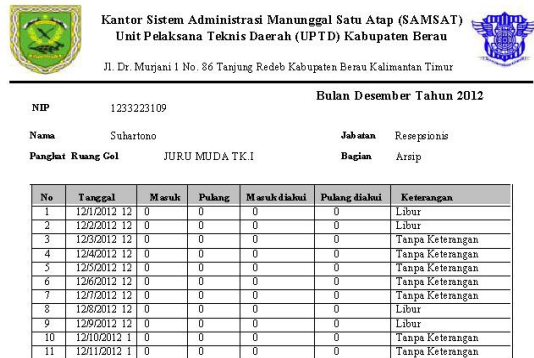 Kantor Sistem Administrasi Manunggal Satu Atap (SAMSAT)
Unit Pelaksana Teknis Daerah (UPTD) Kabupaten Berau
Jl. Dr. Murjani 1 No. 86 Tanjung Redeb Kabupaten Berau Kalimantan Timur
Bulan Desember Tahun 2012
NIP 1233223109
Nama Suhartono Jabatan Resepsionis
Pangkat Ruang Gol JURU MUDA TK.I Bagian Arsip
No Tanggal Masuk Pulang Masuk diakui Pulang diakui Keterangan
1 12/1/2012 12 0 0 0 0 Libur
2 12/2/2012 12 0 0 0 0 Libur
3 12/3/2012 12 0 0 0 0 Tanpa Keterangan
4 12/4/2012 12 0 0 0 0 Tanpa Keterangan
5 12/5/2012 12 0 0 0 0 Tanpa Keterangan
6 12/6/2012 12 0 0 0 0 Tanpa Keterangan
7 12/7/2012 12 0 0 0 0 Tanpa Keterangan
8 12/8/2012 12 0 0 0 0 Libur
9 12/9/2012 12 0 0 0 0 Libur
10 12/10/2012 1 0 0 0 0 Tanpa Keterangan
11 12/11/2012 1 0 0 0 0 Tanpa Keterangan